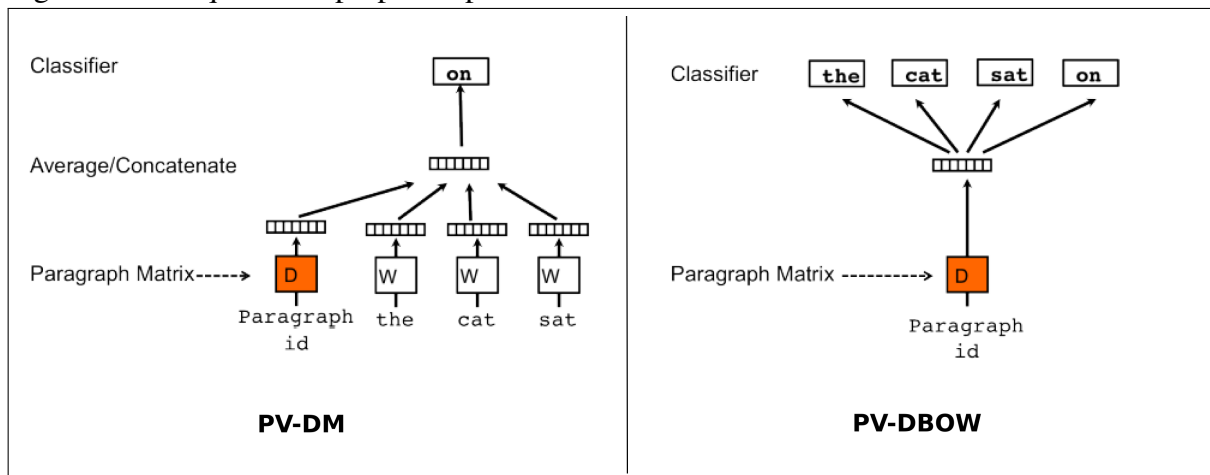 Classifier
on
Average/Concatenate
Paragraph Matrix
D
W
W
W
Paragraph
id
the
cat
sat
PV-DM
Classifier
the
cat
sat
on
Paragraph Matrix
D
Paragraph
id
PV-DBOW